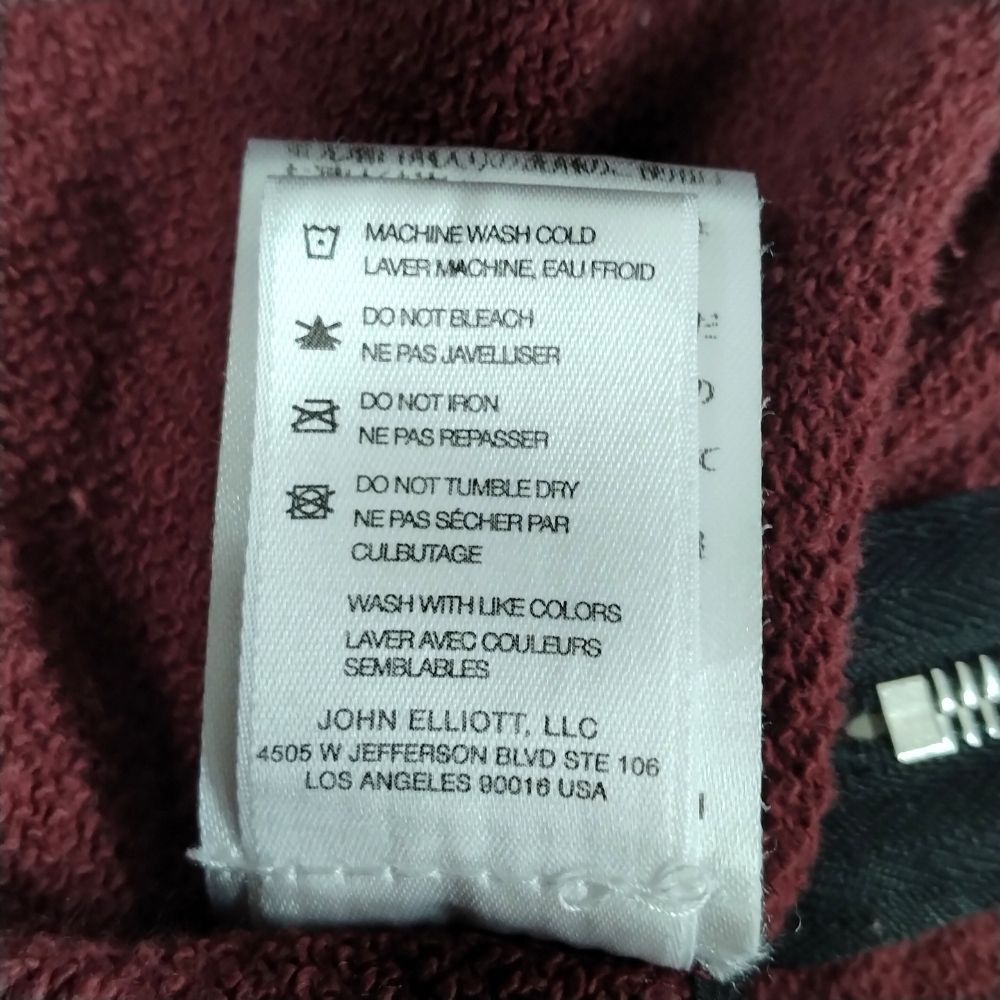 MACHINE WASH COLD
LAVER MACHINE, EAU FROID
DO NOT BLEACH
NE PAS JAVELLISER
DO NOT IRON
NE PAS REPASSER
DO NOT TUMBLE DRY
NE PAS SÉCHER PAR
CULBUTAGE
WASH WITH LIKE COLORS
LAVER AVEC COULEURS
SEMBLABLES
JOHN ELLIOTT, LLC
4505 W JEFFERSON BLVD STE 106
LOS ANGELES 90016 USA